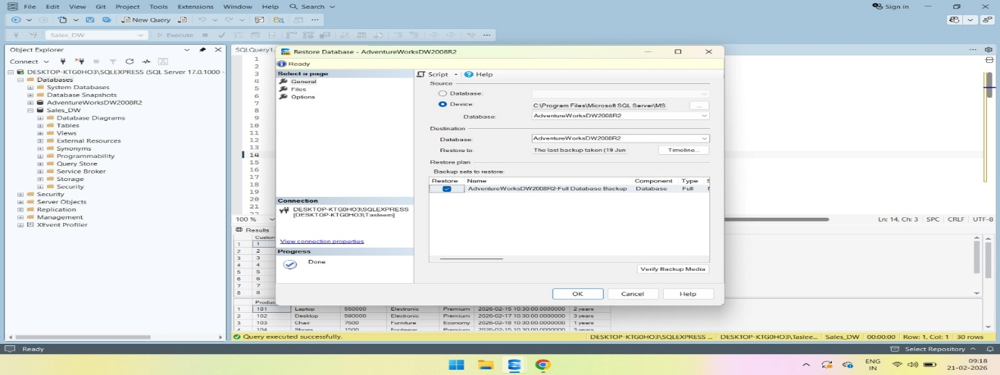 File Edit View Git Project Tools Extensions Window Help Search Sign in
New Query
Sales_DW Execute
Object Explorer
Connect
DESKTOP-KTG0HO3\SQLEXPRESS (SQL Server 17.0.1000 -
Databases
System Databases
Database Snapshots
AdventureWorksDW2008R2
Sales_DW
Database Diagrams
Tables
Views
External Resources
Synonyms
Programmability
Query Store
Service Broker
Storage
Security
Security
Server Objects
Replication
Management
XEvent Profiler
SQLQuery1.
1
2
3
4
5
6
7
8
9
10
11
12
13
14
15
16
17
18
19
20
21
100 %
Ln: 14, Ch: 3 SPC CRLF UTF-8
Restore Database - AdventureWorksDW2008R2
Ready
Select a page
General
Files
Options
Connection
DESKTOP-KTG0HO3\SQLEXPRESS
[DESKTOP-KTG0HO3\Tasleem]
View connection properties
Progress
Done
Script Help
Source
Database:
Device: C:\Program Files\Microsoft SQL Server\MS ...
Database: AdventureWorksDW2008R2
Destination
Database: AdventureWorksDW2008R2
Restore to: The last backup taken (19 Jun Timeline...
Restore plan
Backup sets to restore:
Restore Name Component Type S
AdventureWorksDW2008R2-Full Database Backup Database Full
Verify Backup Media
OK Cancel Help
Results
Custom
1 1
2 2
3 3
4 4
5 5
6 6
7 7
8 8
Produc
1 101 Laptop 550000 Electronic Premium 2026-02-15 10:30:00.0000000 2 years
2 102 Desktop 590000 Electronic Premium 2026-02-17 10:30:00.0000000 3 years
3 103 Chair 7500 Furniture Economy 2026-02-18 10:30:00.0000000 1 years
4 104 Shoes 1500 Footwear Premium 2026-02-15 10:30:00.0000000 3 years
Query executed successfully. DESKTOP-KTG0HO3\SQLEXPRESS ... DESKTOP-KTG0HO3\Taslee... Sales_DW 00:00:00 Row: 1, Col: 1 30 rows
Ready Select Repository
ENG
IN
09:18
21-02-2026